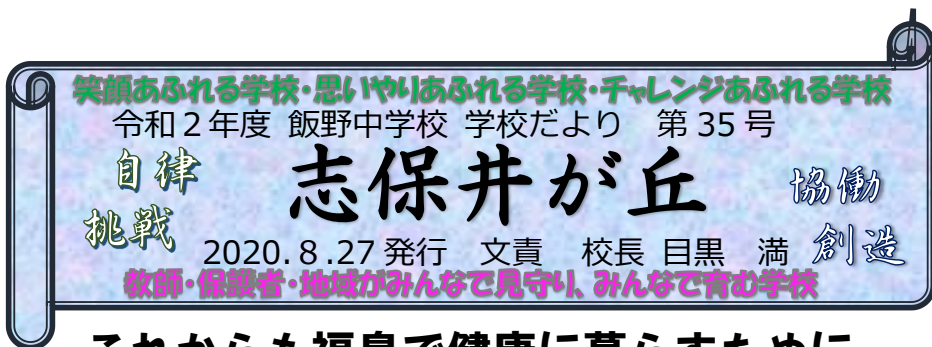 笑顔あふれる学校・思いやりあふれる学校・チャレンジあふれる学校
令和２年度 飯野中学校 学校だより 第 35 号
自律
挑戦
志保井が丘
協働
創造
2020. 8 .27 発行 文責 校長 目黒 満
教師・保護者・地域がみんなで見守り、みんなで育む学校
これからも福島で健康に暮らすために